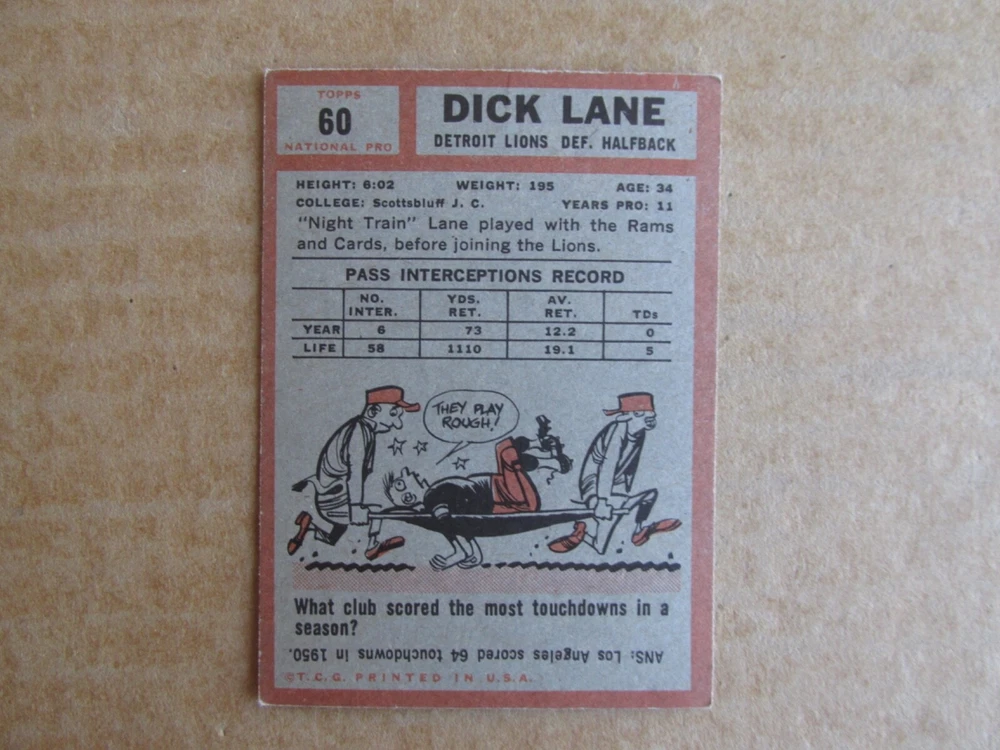 TOPPS
60
NATIONAL PRO
DICK LANE
DETROIT LIONS DEF. HALFBACK
HEIGHT: 6:02 WEIGHT: 195 AGE: 34
COLLEGE: Scottsbluff J. C. YEARS PRO: 11
"Night Train" Lane played with the Rams
and Cards, before joining the Lions.
PASS INTERCEPTIONS RECORD
NO. INTER. YDS. RET. AV. RET. TDs
YEAR 6 73 12.2 0
LIFE 58 1110 19.1 5
THEY PLAY
ROUGH!
What club scored the most touchdowns in a
season?
ANS: Los Angeles scored 64 touchdowns in 1950.
©T.C.G. PRINTED IN U.S.A.